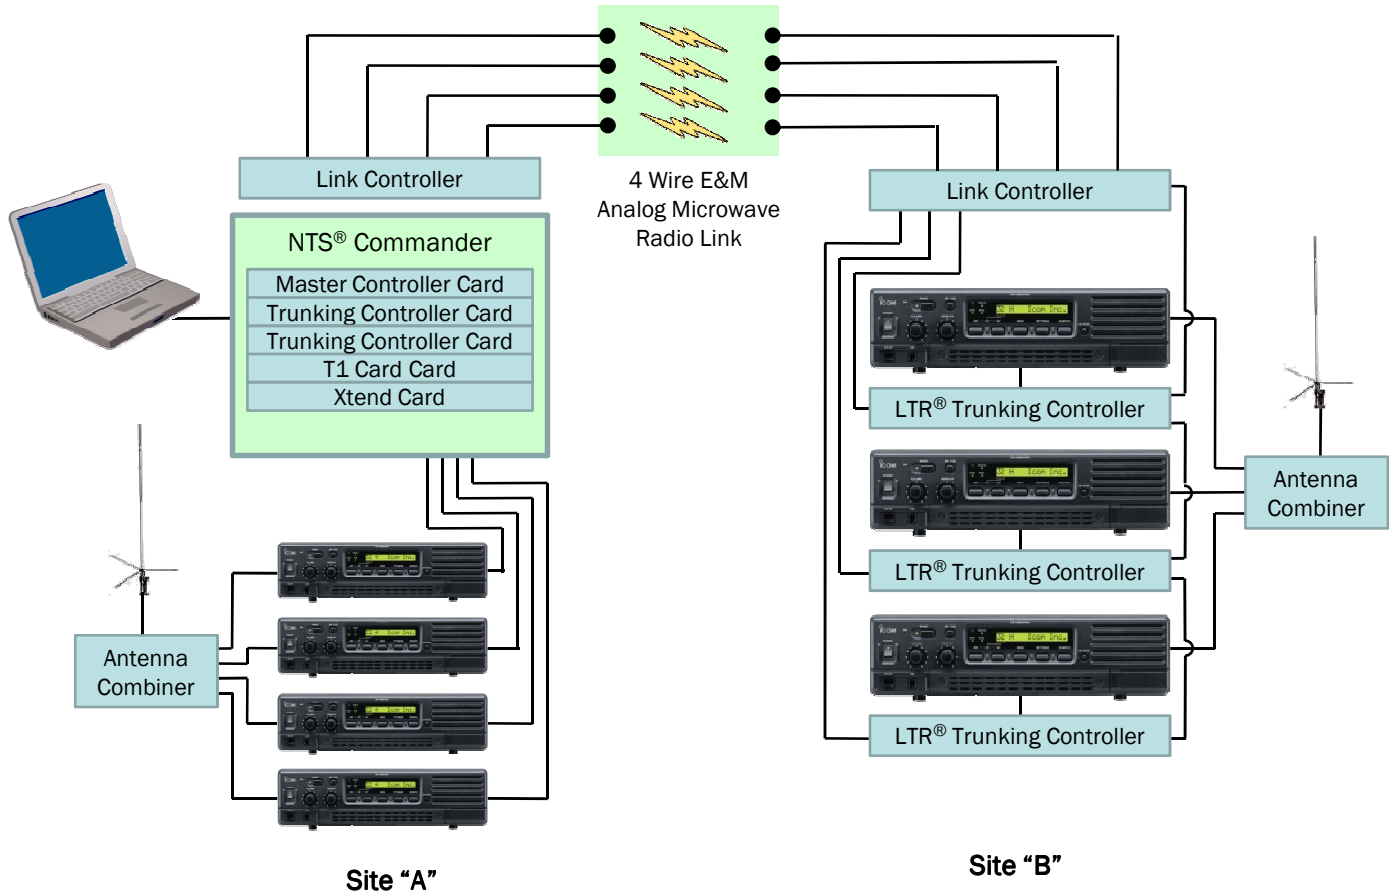 Link Controller
4 Wire E&M
Analog Microwave
Radio Link
Link Controller
NTS® Commander
Master Controller Card
Trunking Controller Card
Trunking Controller Card
T1 Card Card
Xtend Card
LTR® Trunking Controller
LTR® Trunking Controller
LTR® Trunking Controller
Antenna
Combiner
Antenna
Combiner
Site “A”
Site “B”